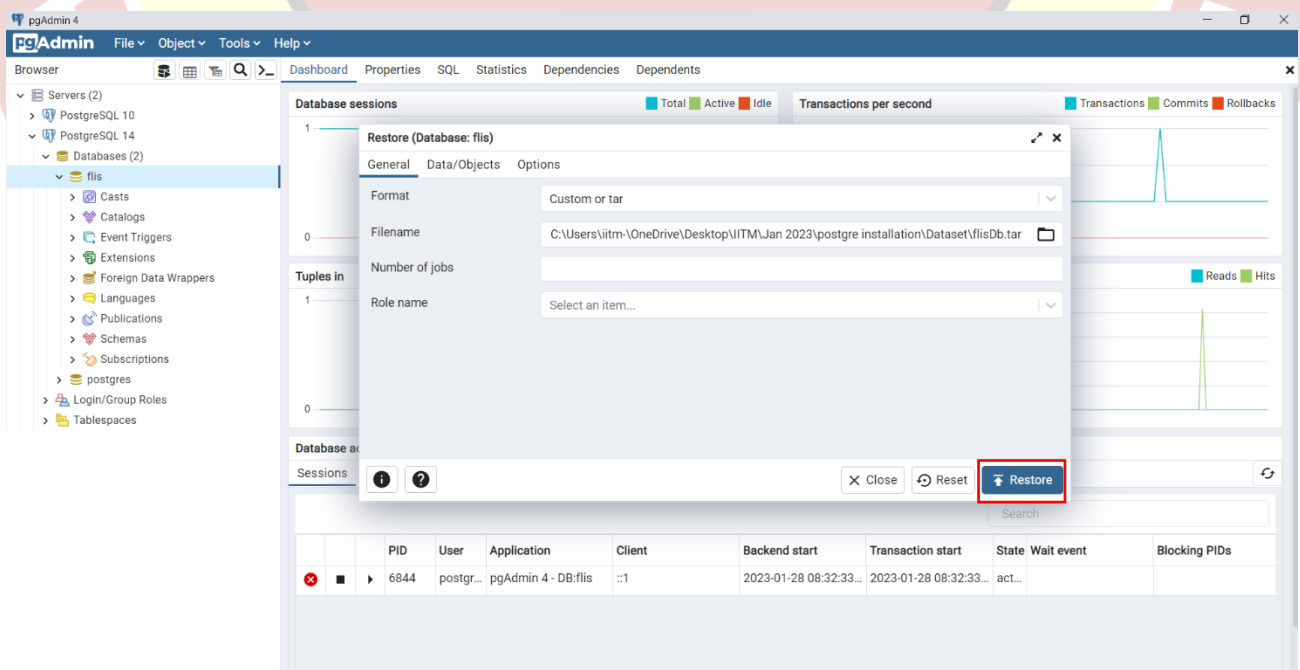 pgAdmin 4
pgAdmin File Object Tools Help
Browser
Dashboard Properties SQL Statistics Dependencies Dependents
Servers (2)
PostgreSQL 10
PostgreSQL 14
Databases (2)
flis
Casts
Catalogs
Event Triggers
Extensions
Foreign Data Wrappers
Languages
Publications
Schemas
Subscriptions
postgres
Login/Group Roles
Tablespaces
Database sessions Total Active Idle
1
0
Transactions per second Transactions Commits Rollbacks
Restore (Database: flis)
General Data/Objects Options
Format Custom or tar
Filename C:\Users\iitm-\OneDrive\Desktop\IITM\Jan 2023\postgre installation\Dataset\flisDb.tar
Number of jobs
Role name Select an item...
Close Reset Restore
Tuples in
1
0
Reads Hits
Database a
Sessions
Search
PID User Application Client Backend start Transaction start State Wait event Blocking PIDs
6844 postgr... pgAdmin 4 - DB:flis ::1 2023-01-28 08:32:33... 2023-01-28 08:32:33... act...